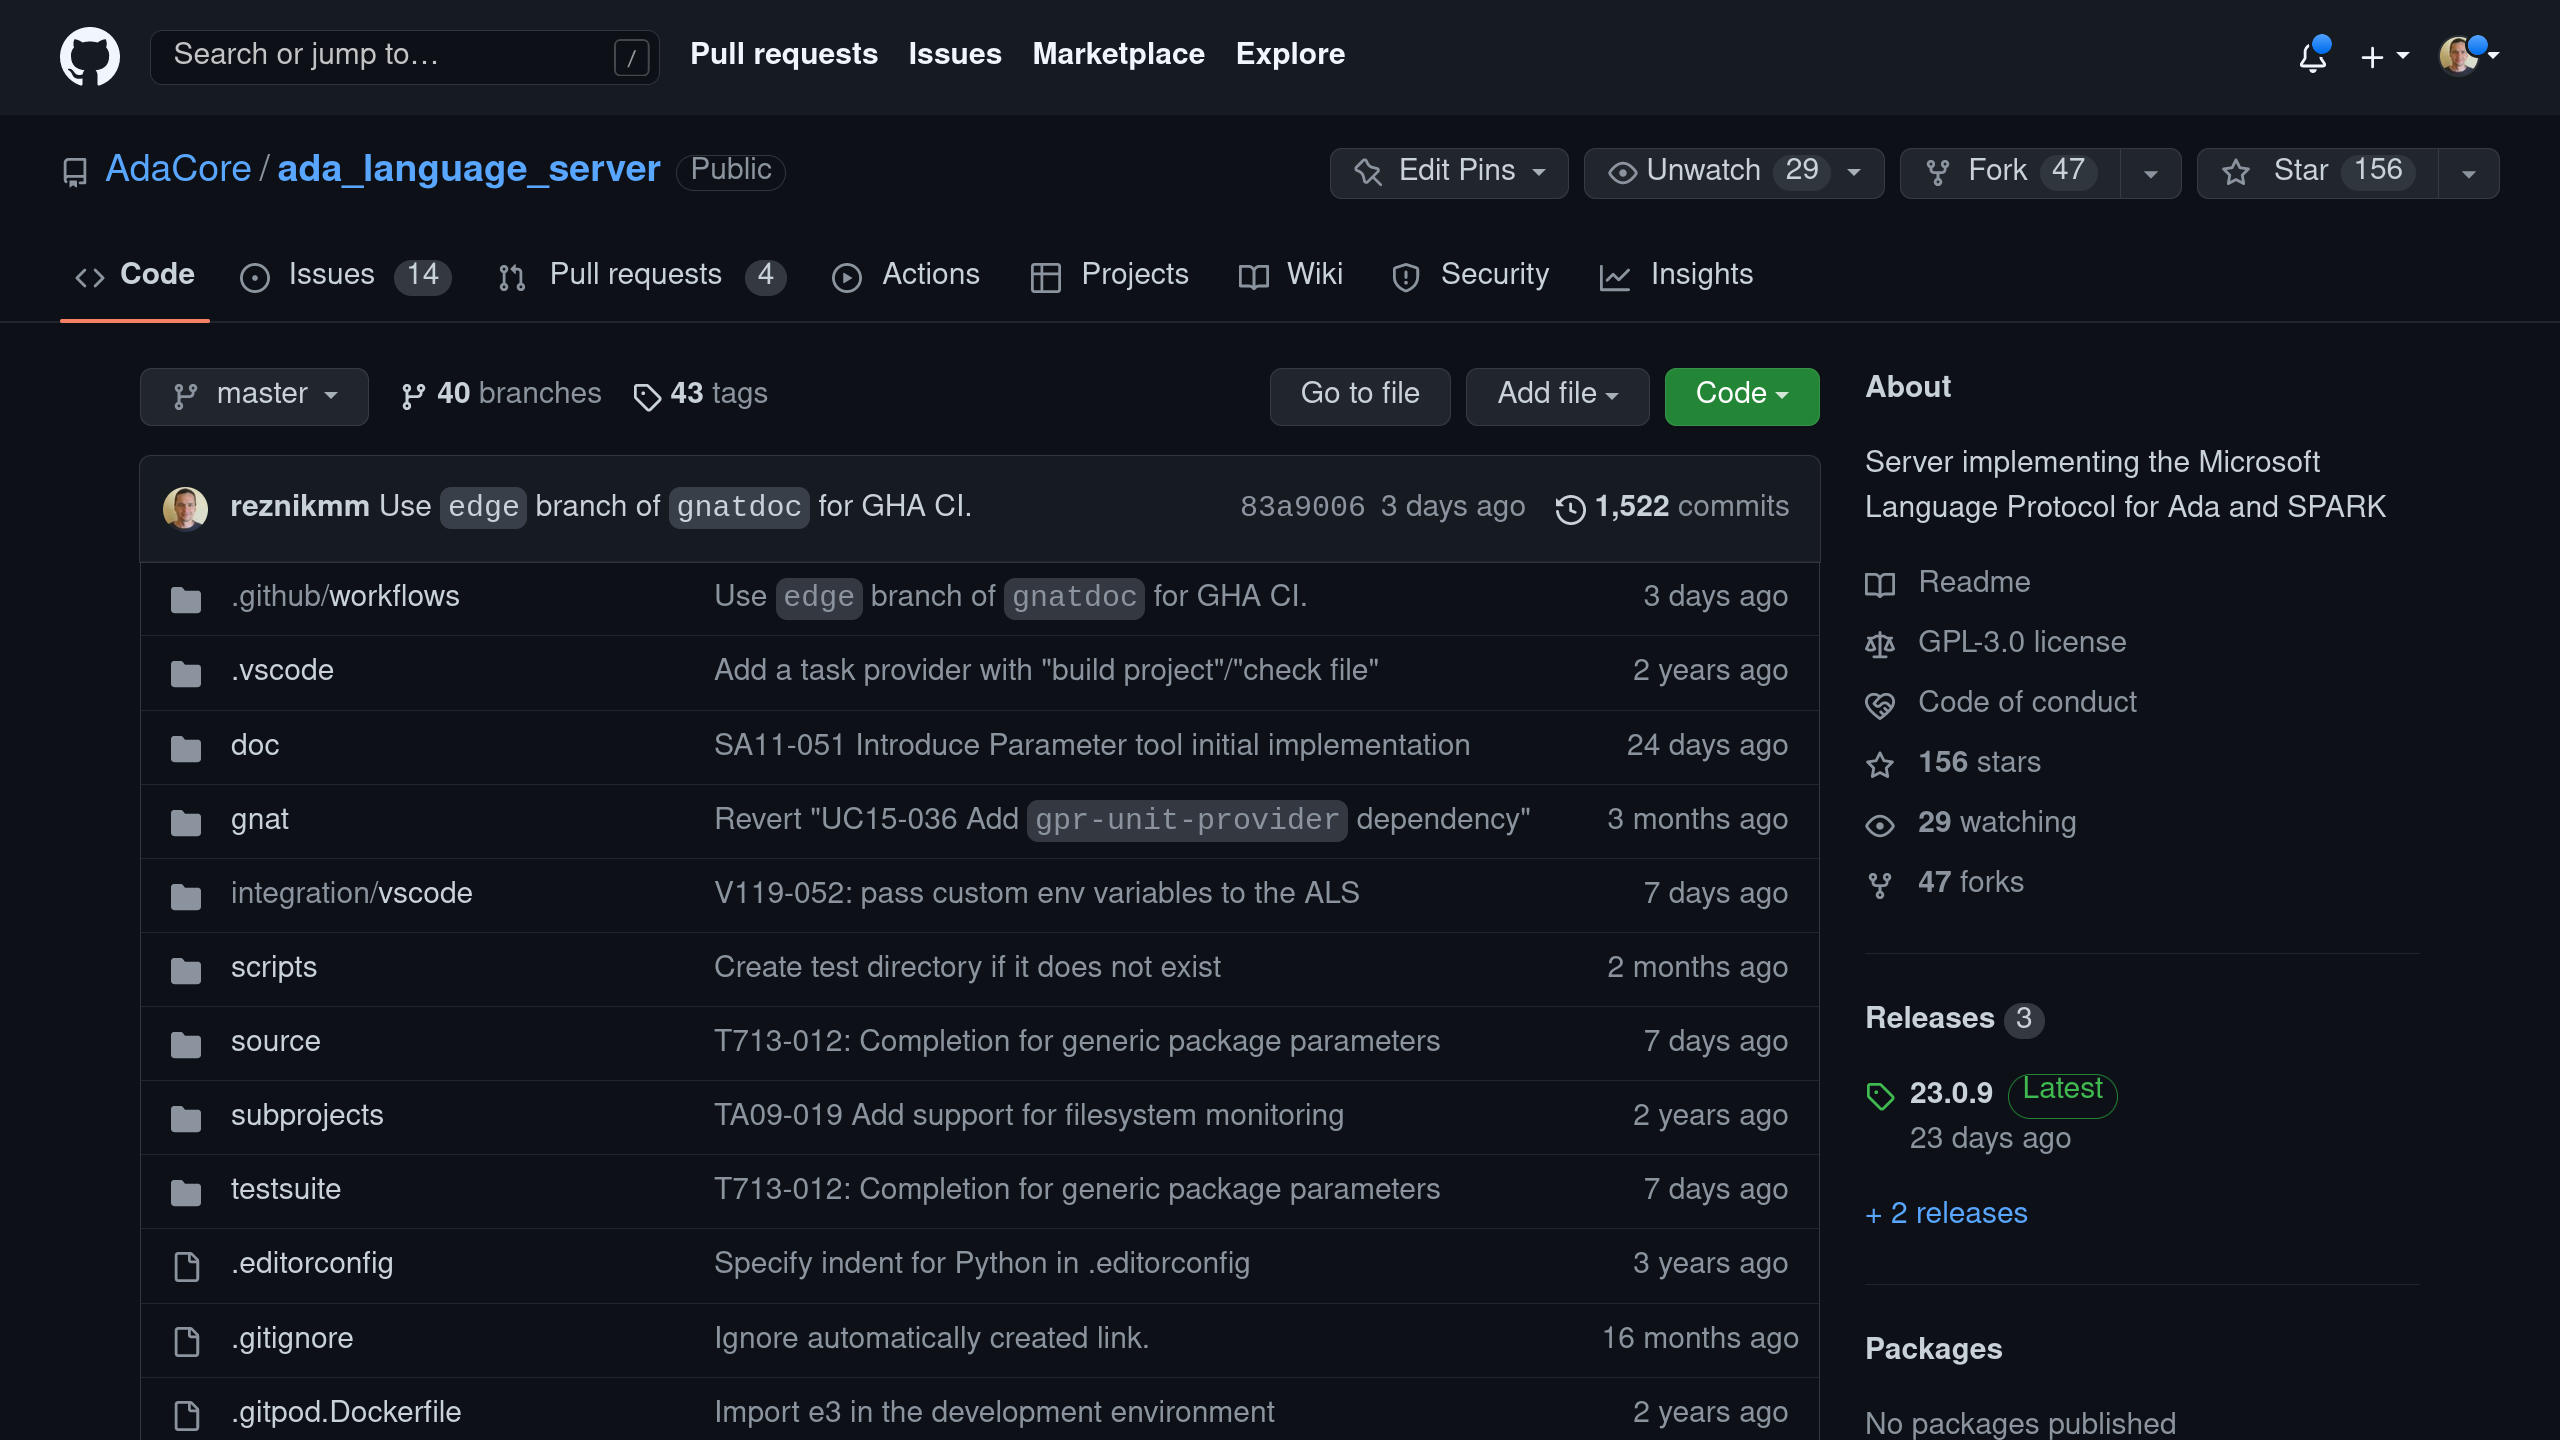 Search or jump to… / Pull requests Issues Marketplace Explore
AdaCore / ada_language_server Public Edit Pins Unwatch 29 Fork 47 Star 156
Code Issues 14 Pull requests 4 Actions Projects Wiki Security Insights
master 40 branches 43 tags Go to file Add file Code
reznikmm Use edge branch of gnatdoc for GHA CI. 83a9006 3 days ago 1,522 commits
.github/workflows Use edge branch of gnatdoc for GHA CI. 3 days ago
.vscode Add a task provider with "build project"/"check file" 2 years ago
doc SA11-051 Introduce Parameter tool initial implementation 24 days ago
gnat Revert "UC15-036 Add gpr-unit-provider dependency" 3 months ago
integration/vscode V119-052: pass custom env variables to the ALS 7 days ago
scripts Create test directory if it does not exist 2 months ago
source T713-012: Completion for generic package parameters 7 days ago
subprojects TA09-019 Add support for filesystem monitoring 2 years ago
testsuite T713-012: Completion for generic package parameters 7 days ago
.editorconfig Specify indent for Python in .editorconfig 3 years ago
.gitignore Ignore automatically created link. 16 months ago
.gitpod.Dockerfile Import e3 in the development environment 2 years ago
About
Server implementing the Microsoft
Language Protocol for Ada and SPARK
Readme
GPL-3.0 license
Code of conduct
156 stars
29 watching
47 forks
Releases 3
23.0.9 Latest
23 days ago
+ 2 releases
Packages
No packages published